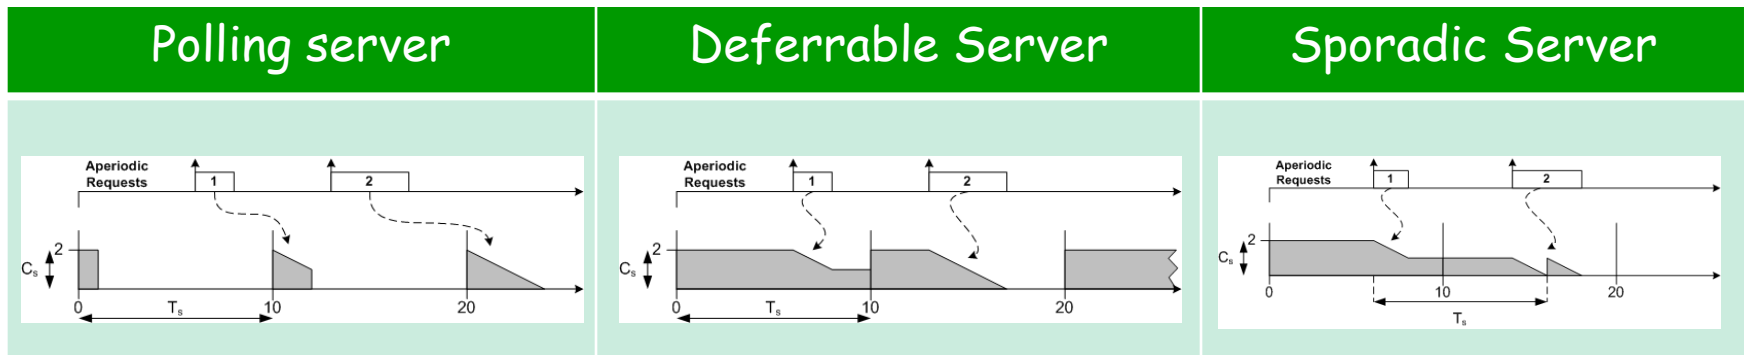 Polling server
Deferrable Server
Sporadic Server
Aperiodic
Requests
1
2
2
Cs
0
10
20
Ts
Aperiodic
Requests
1
2
2
Cs
0
10
20
Ts
Aperiodic
Requests
1
2
2
Cs
0
10
20
Ts